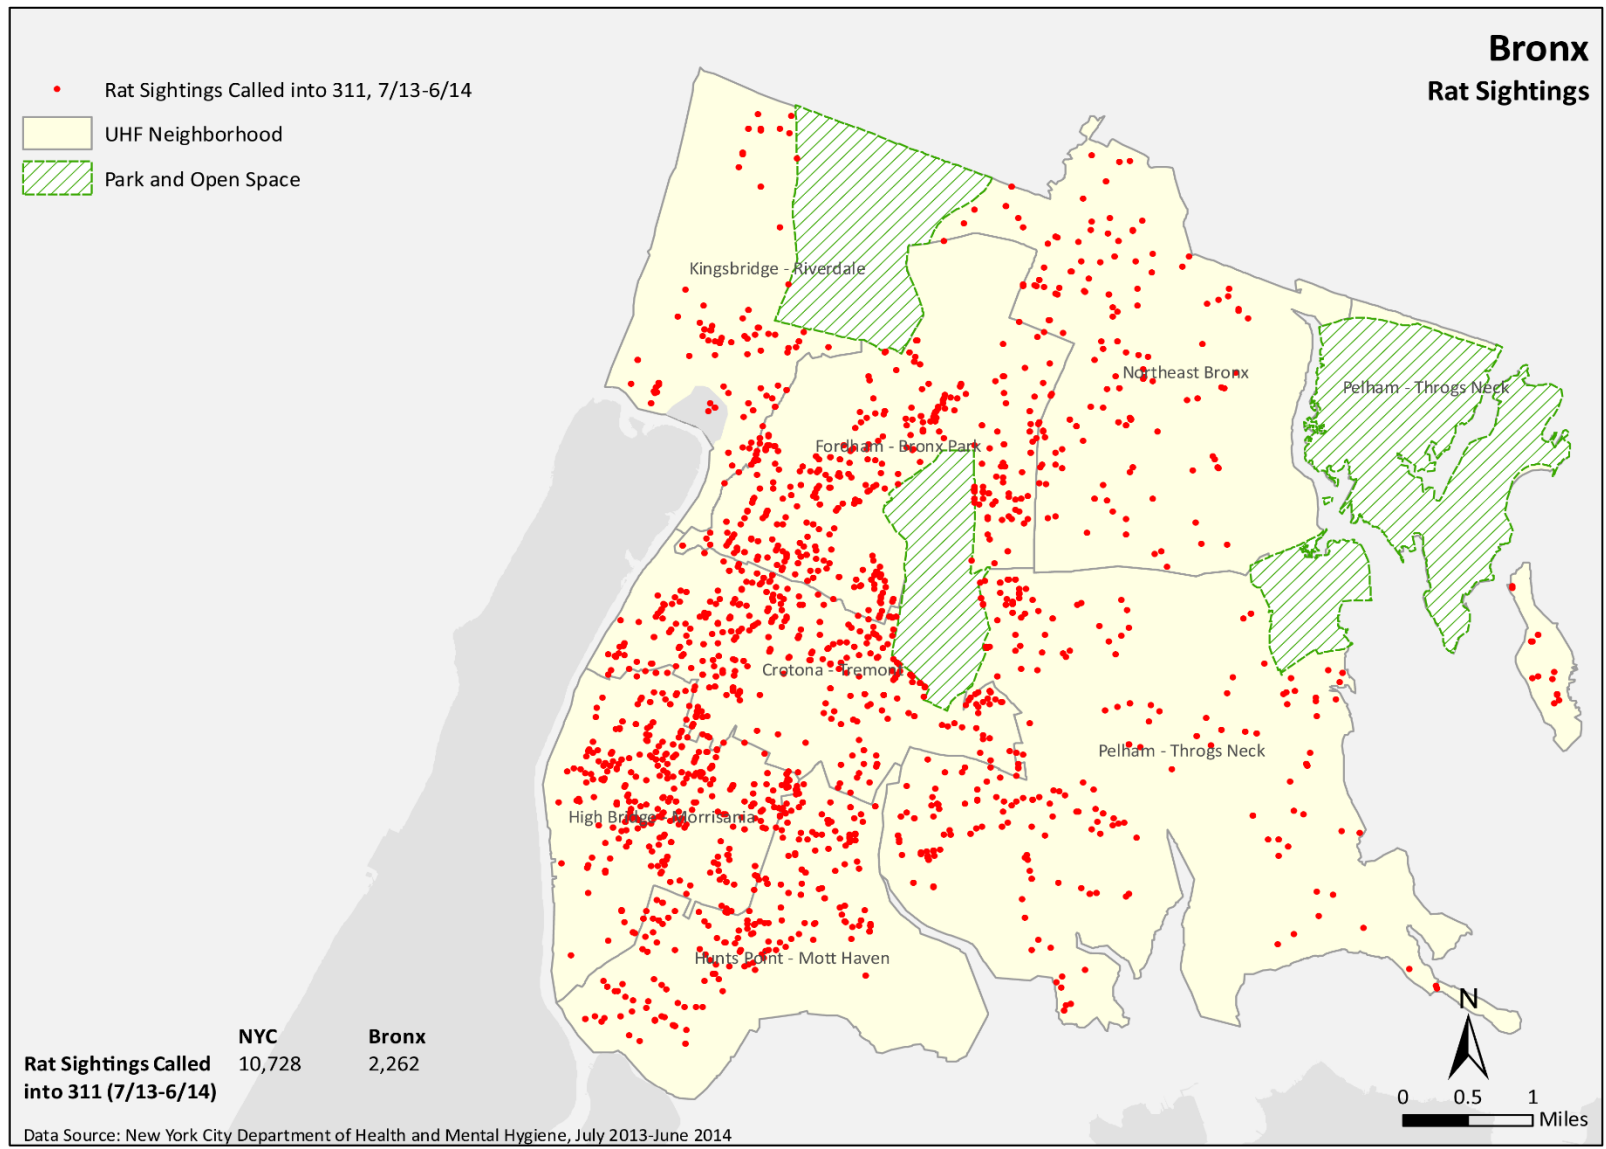 Bronx
Rat Sightings
Rat Sightings Called into 311, 7/13-6/14
UHF Neighborhood
Park and Open Space
Kingsbridge - Riverdale
Northeast Bronx
Pelham - Throgs Neck
Fordham - Bronx Park
Crotona - Tremont
Pelham - Throgs Neck
High Bridge - Morrisania
Hunts Point - Mott Haven
NYC Bronx
Rat Sightings Called 10,728 2,262
into 311 (7/13-6/14)
N
0 0.5 1
Miles
Data Source: New York City Department of Health and Mental Hygiene, July 2013-June 2014